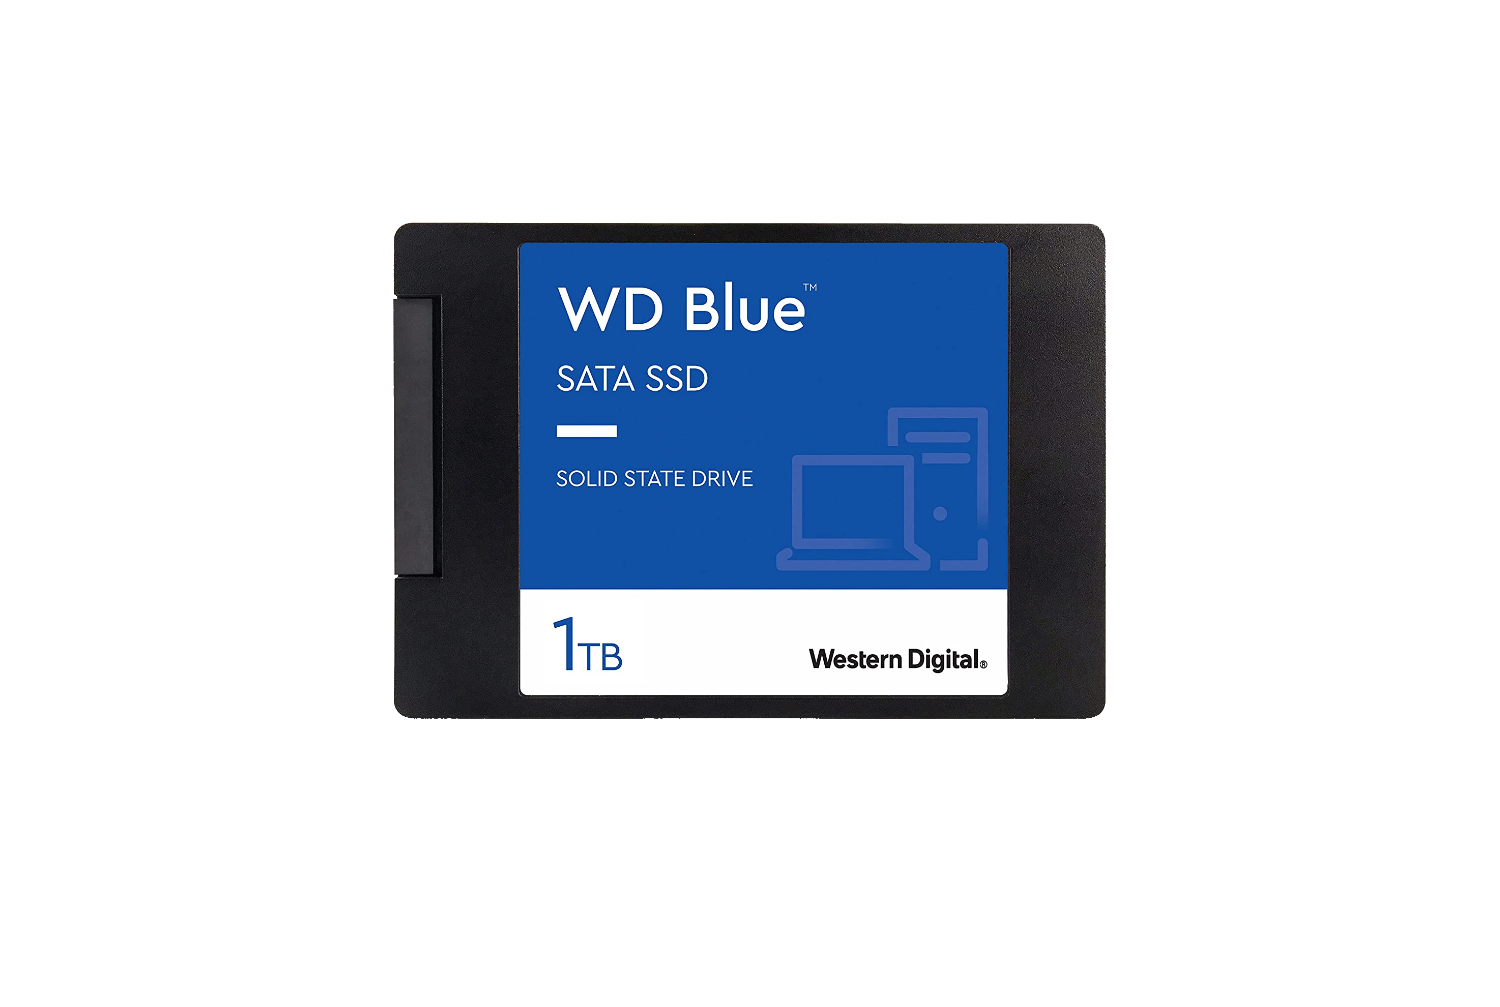 WD Blue™
SATA SSD
SOLID STATE DRIVE
1TB
Western Digital®